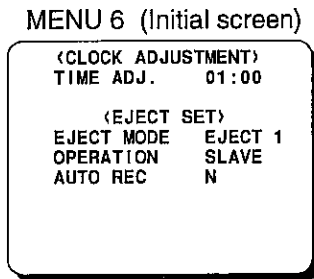 MENU 6 (Initial screen)
<CLOCK ADJUSTMENT>
TIME ADJ. 01:00
<EJECT SET>
EJECT MODE EJECT 1
OPERATION SLAVE
AUTO REC N